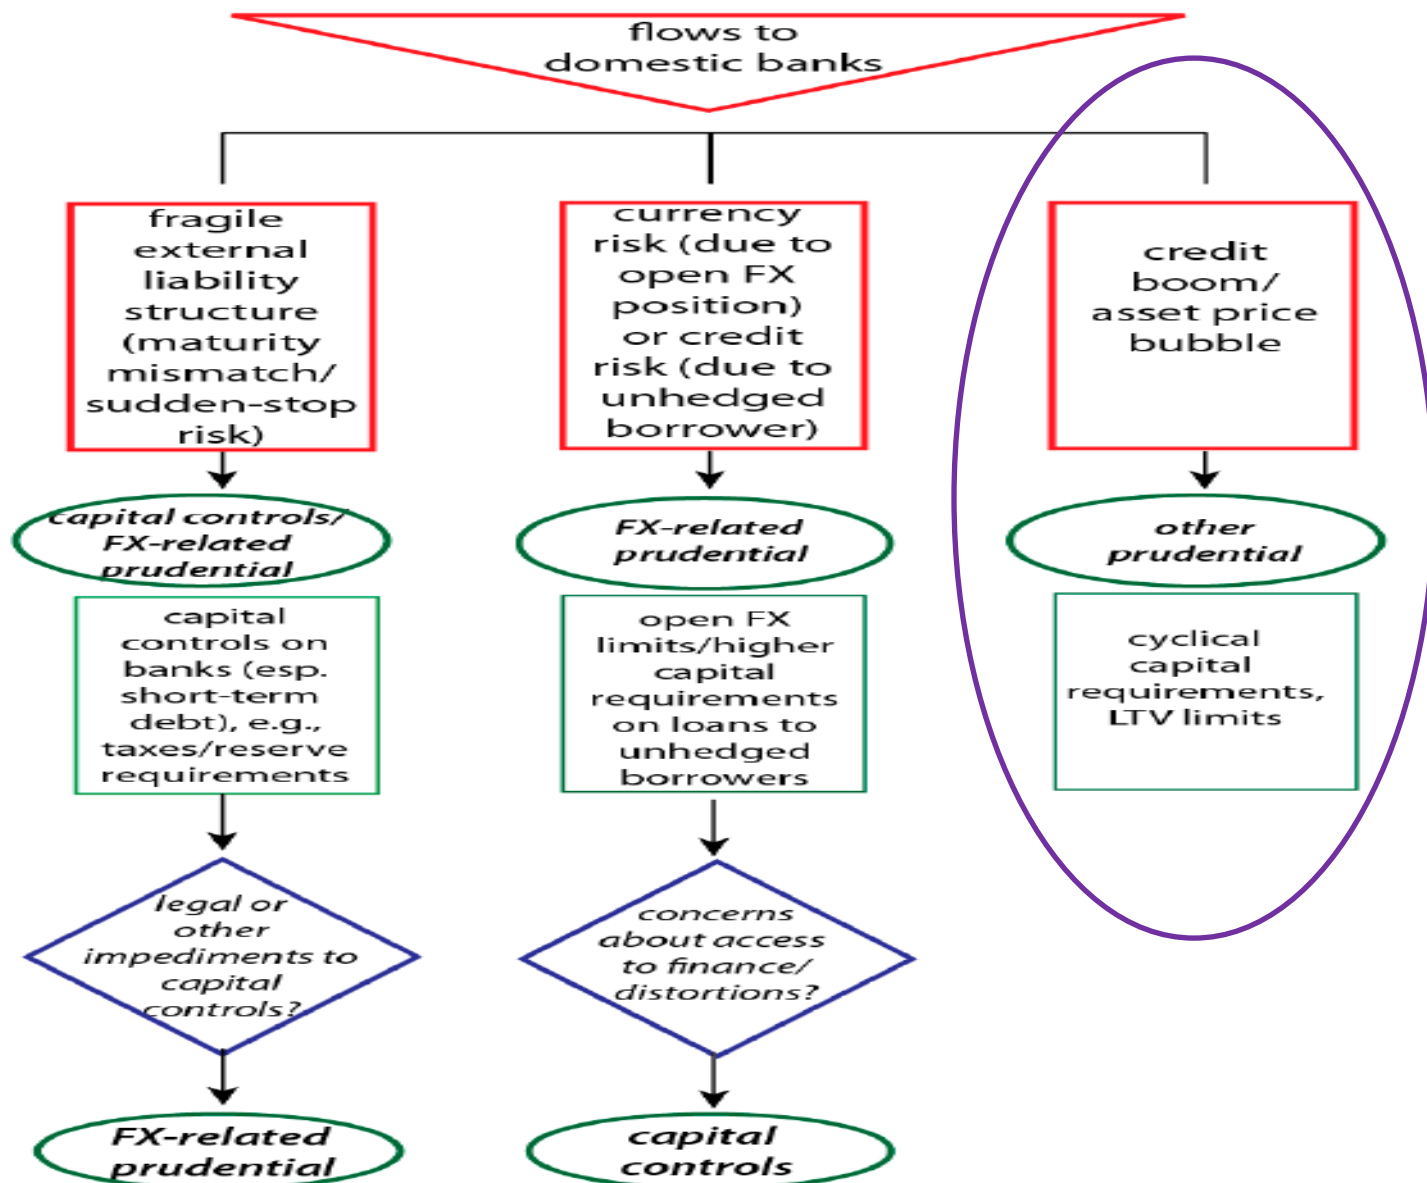 flows to
domestic banks
fragile
external
liability
structure
(maturity
mismatch/
sudden-stop
risk)
currency
risk (due to
open FX
position)
or credit
risk (due to
unhedged
borrower)
credit
boom/
asset price
bubble
capital controls/
FX-related
prudential
FX-related
prudential
other
prudential
capital
controls on
banks (esp.
short-term
debt), e.g.,
taxes/reserve
requirements
open FX
limits/higher
capital
requirements
on loans to
unhedged
borrowers
cyclical
capital
requirements,
LTV limits
legal or
other
impediments to
capital
controls?
concerns
about access
to finance/
distortions?
FX-related
prudential
capital
controls